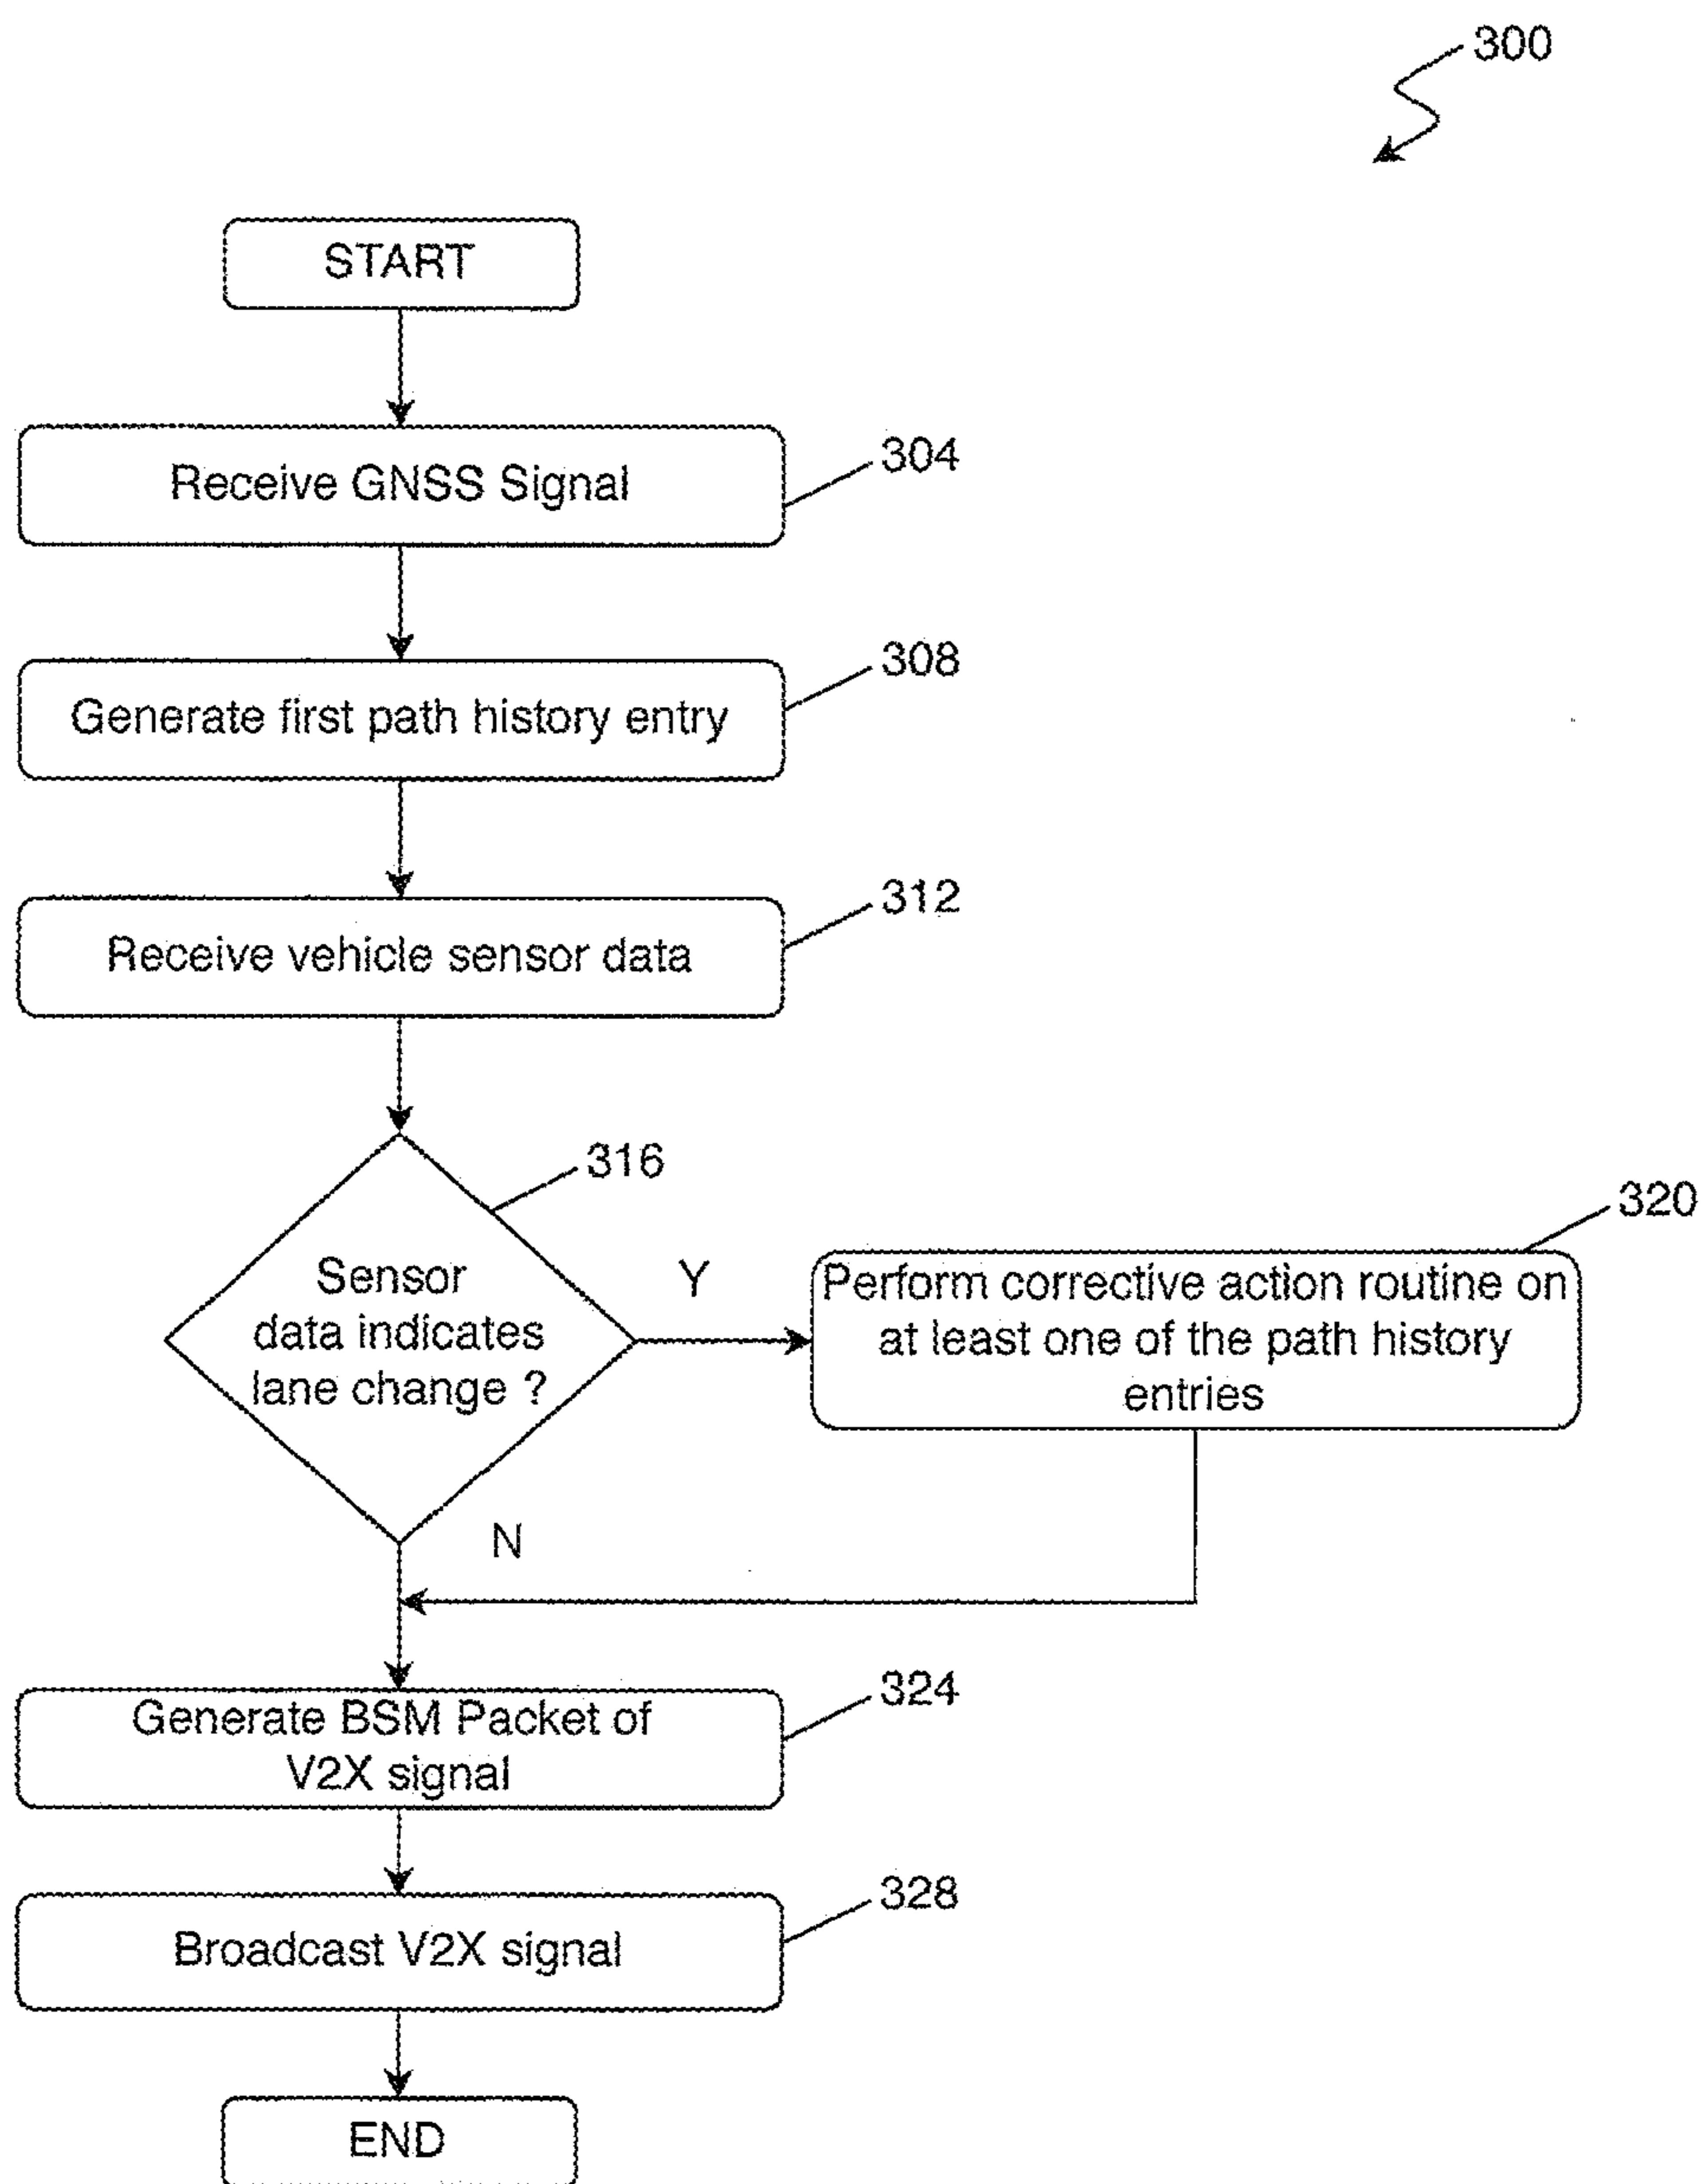 300
START
Receive GNSS Signal
304
Generate first path history entry
308
Receive vehicle sensor data
312
Sensor
data indicates
lane change ?
316
Y
N
Perform corrective action routine on
at least one of the path history
entries
320
Generate BSM Packet of
V2X signal
324
Broadcast V2X signal
328
END